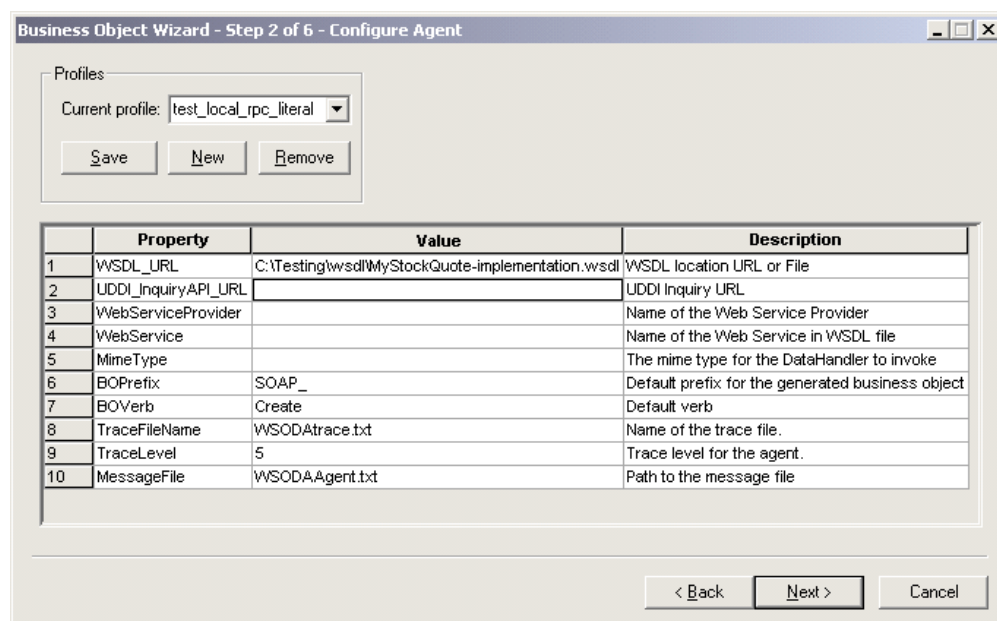 Business Object Wizard - Step 2 of 6 - Configure Agent
Profiles
Current profile: test_local_rpc_literal
Save New Remove
Property Value Description
1 WSDL_URL C:\Testing\wsdl\MyStockQuote-implementation.wsdl WSDL location URL or File
2 UDDI_InquiryAPI_URL UDDI Inquiry URL
3 WebServiceProvider Name of the Web Service Provider
4 WebService Name of the Web Service in WSDL file
5 MimeType The mime type for the DataHandler to invoke
6 BOPrefix SOAP_ Default prefix for the generated business object
7 BOVerb Create Default verb
8 TraceFileName WSODAtrace.txt Name of the trace file.
9 TraceLevel 5 Trace level for the agent.
10 MessageFile WSODAAgent.txt Path to the message file
< Back Next > Cancel